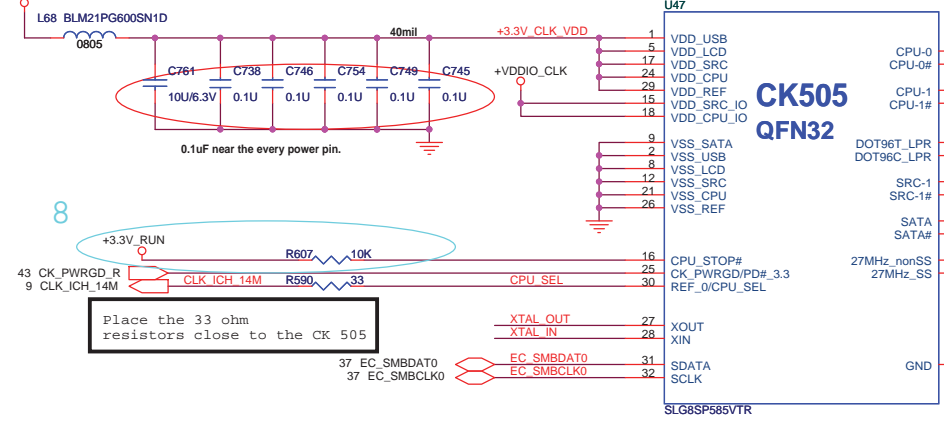 U47
L68 BLM21PG600SN1D
0805
40mil
+3.3V_CLK_VDD
C761
10U/6.3V
C738
0.1U
C746
0.1U
C754
0.1U
C749
0.1U
C745
0.1U
0.1uF near the every power pin.
+VDDIO_CLK
1 VDD_USB
5 VDD_LCD
17 VDD_SRC
24 VDD_CPU
29 VDD_REF
15 VDD_SRC_IO
18 VDD_CPU_IO
9 VSS_SATA
2 VSS_USB
8 VSS_LCD
12 VSS_SRC
21 VSS_CPU
26 VSS_REF
CK505
QFN32
CPU-0
CPU-0#
CPU-1
CPU-1#
DOT96T_LPR
DOT96C_LPR
SRC-1
SRC-1#
SATA
SATA#
27MHz_nonSS
27MHz_SS
GND
8
+3.3V_RUN
R607 10K
16 CPU_STOP#
43 CK_PWRGD_R
25 CK_PWRGD/PD#_3.3
9 CLK_ICH_14M
CLK_ICH_14M
R590 33
CPU_SEL
30 REF_0/CPU_SEL
Place the 33 ohm
resistors close to the CK 505
XTAL_OUT
27 XOUT
XTAL_IN
28 XIN
37 EC_SMBDAT0
EC_SMBDAT0
31 SDATA
37 EC_SMBCLK0
EC_SMBCLK0
32 SCLK
SLG8SP585VTR